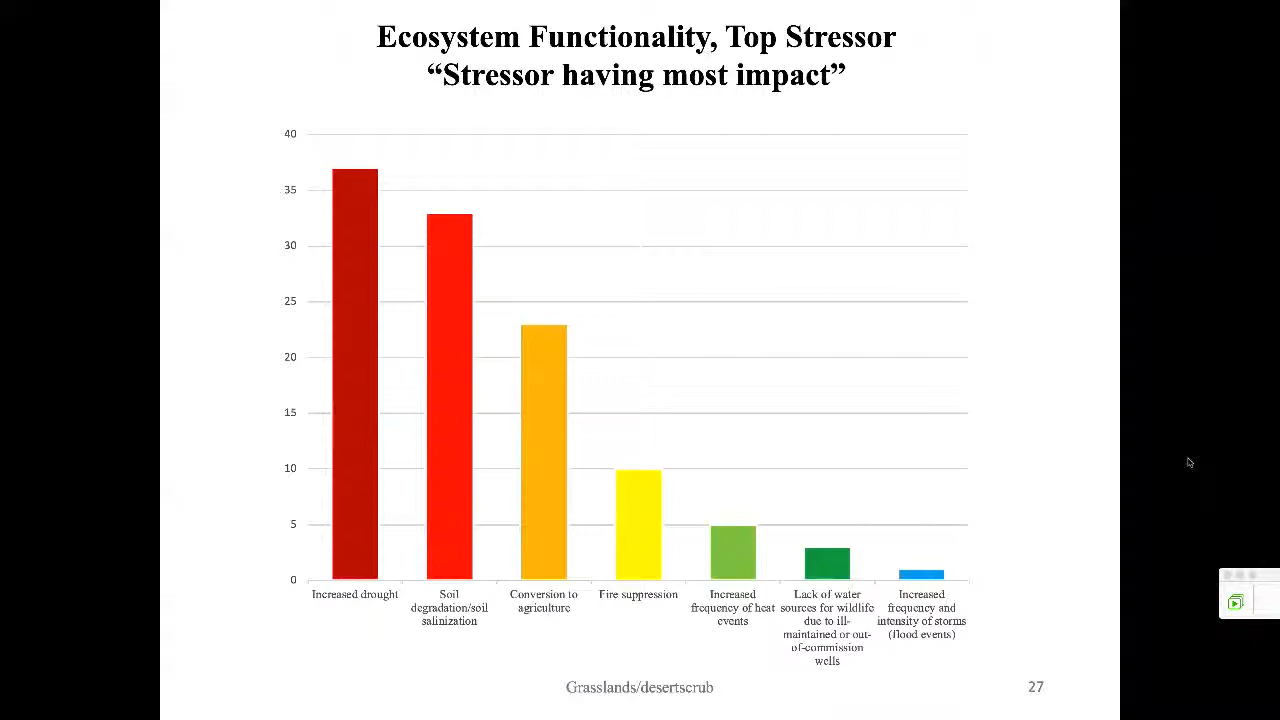 Ecosystem Functionality, Top Stressor
“Stressor having most impact”
40
35
30
25
20
15
10
5
0
Increased drought
Soil
degradation/soil
salinization
Conversion to
agriculture
Fire suppression
Increased
frequency of heat
events
Lack of water
sources for wildlife
due to ill-
maintained or out-
of-commission
wells
Increased
frequency and
intensity of storms
(flood events)
Grasslands/desertscrub
27